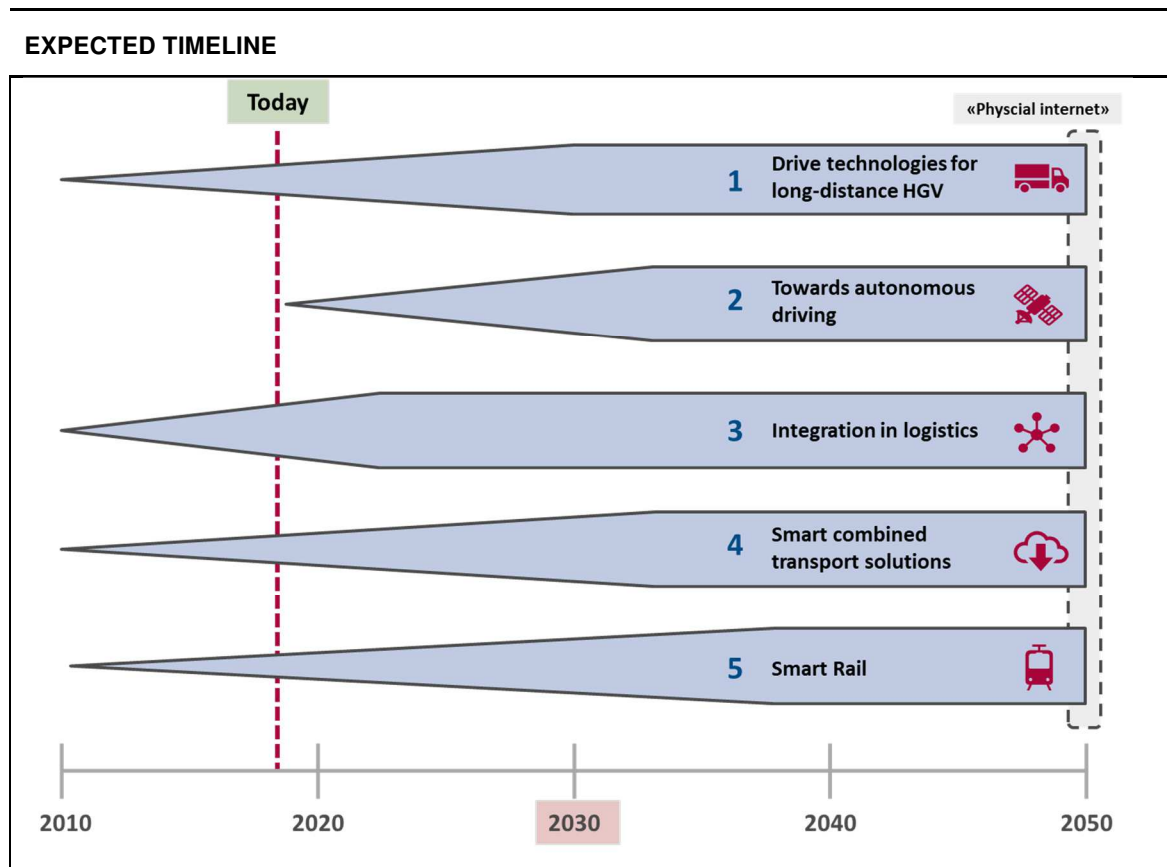 EXPECTED TIMELINE
Today
«Physcial internet»
1
Drive technologies for
long-distance HGV
2
Towards autonomous
driving
3
Integration in logistics
4
Smart combined
transport solutions
5
Smart Rail
2010
2020
2030
2040
2050